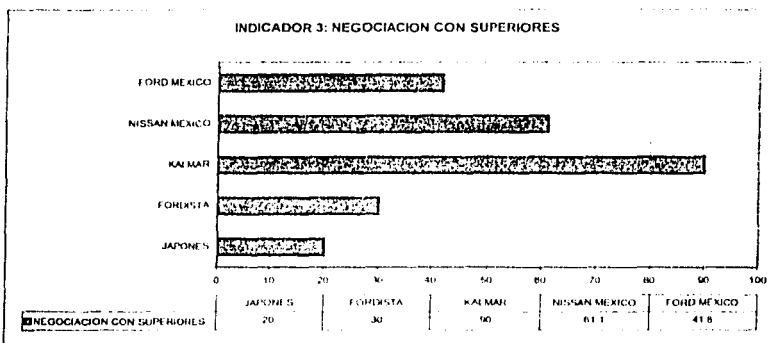 INDICADOR 3: NEGOCIACION CON SUPERIORES
FORD MEXICO
NISSAN MEXICO
KALMAR
FORDISTA
JAPONES
0 10 20 30 40 50 60 70 80 90 100
JAPONES FORDISTA KALMAR NISSAN MEXICO FORD MEXICO
NEGOCIACION CON SUPERIORES 20 30 90 61.1 41.6